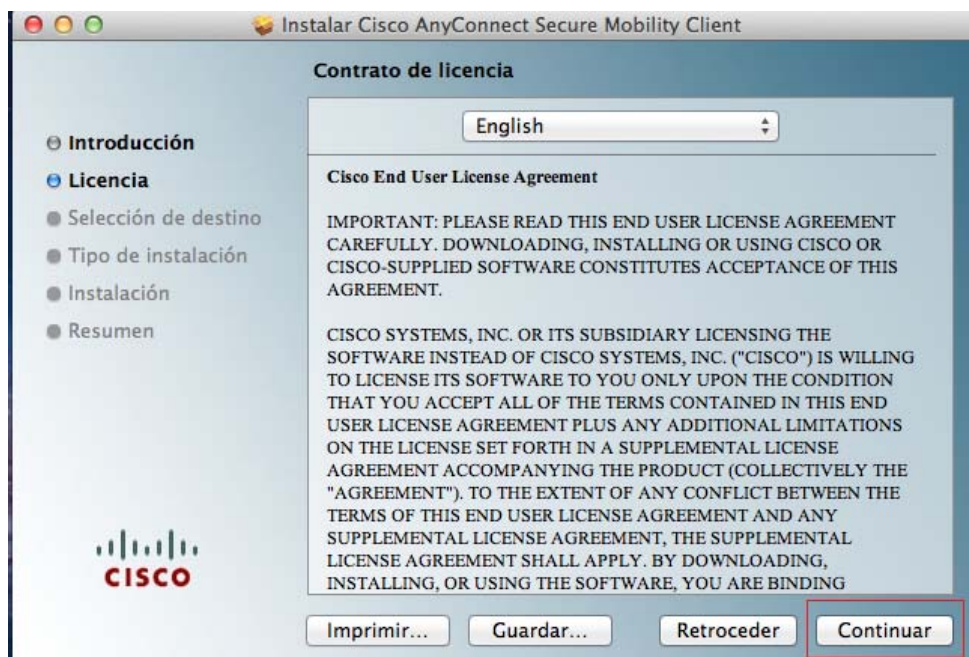 Instalar Cisco AnyConnect Secure Mobility Client
Contrato de licencia
Introducción
Licencia
Selección de destino
Tipo de instalación
Instalación
Resumen
CISCO
English
Cisco End User License Agreement
IMPORTANT: PLEASE READ THIS END USER LICENSE AGREEMENT
CAREFULLY. DOWNLOADING, INSTALLING OR USING CISCO OR
CISCO-SUPPLIED SOFTWARE CONSTITUTES ACCEPTANCE OF THIS
AGREEMENT.
CISCO SYSTEMS, INC. OR ITS SUBSIDIARY LICENSING THE
SOFTWARE INSTEAD OF CISCO SYSTEMS, INC. ("CISCO") IS WILLING
TO LICENSE ITS SOFTWARE TO YOU ONLY UPON THE CONDITION
THAT YOU ACCEPT ALL OF THE TERMS CONTAINED IN THIS END
USER LICENSE AGREEMENT PLUS ANY ADDITIONAL LIMITATIONS
ON THE LICENSE SET FORTH IN A SUPPLEMENTAL LICENSE
AGREEMENT ACCOMPANYING THE PRODUCT (COLLECTIVELY THE
"AGREEMENT"). TO THE EXTENT OF ANY CONFLICT BETWEEN THE
TERMS OF THIS END USER LICENSE AGREEMENT AND ANY
SUPPLEMENTAL LICENSE AGREEMENT, THE SUPPLEMENTAL
LICENSE AGREEMENT SHALL APPLY. BY DOWNLOADING,
INSTALLING, OR USING THE SOFTWARE, YOU ARE BINDING
Imprimir...
Guardar...
Retroceder
Continuar